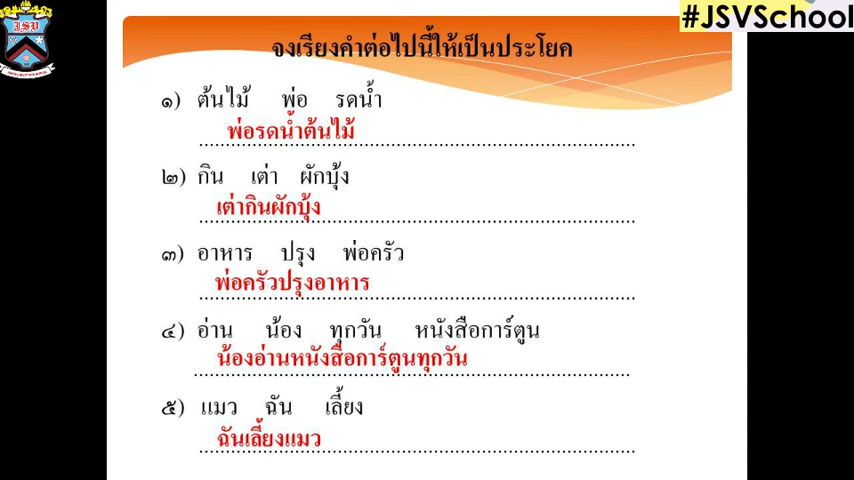 #JSVSchool
JSV
จงเรียงคำต่อไปนี้ให้เป็นประโยค
๑) ต้นไม้ พ่อ รดน้ำ
พ่อรดน้ำต้นไม้
๒) กิน เต่า ผักบุ้ง
เต่ากินผักบุ้ง
๓) อาหาร ปรุง พ่อครัว
พ่อครัวปรุงอาหาร
๔) อ่าน น้อง ทุกวัน หนังสือการ์ตูน
น้องอ่านหนังสือการ์ตูนทุกวัน
๕) แมว ฉัน เลี้ยง
ฉันเลี้ยงแมว